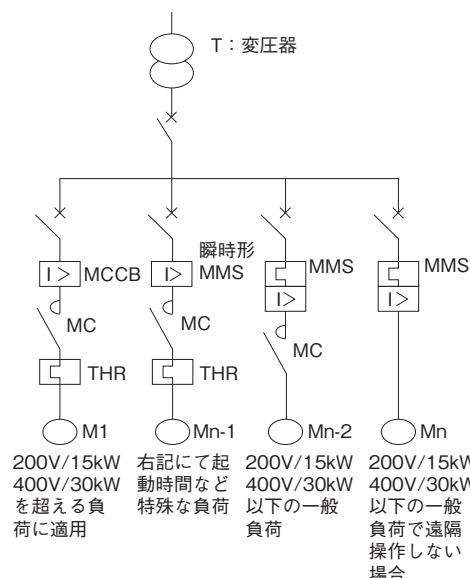 T：変圧器
I＞ MCCB
MC
THR
M1
200V/15kW
400V/30kW
を超える負
荷に適用
瞬時形
I＞ MMS
MC
THR
Mn-1
右記にて起
動時間など
特殊な負荷
MMS
I＞
MC
Mn-2
200V/15kW
400V/30kW
以下の一般
負荷
MMS
I＞
Mn
200V/15kW
400V/30kW
以下の一般
負荷で遠隔
操作しない
場合